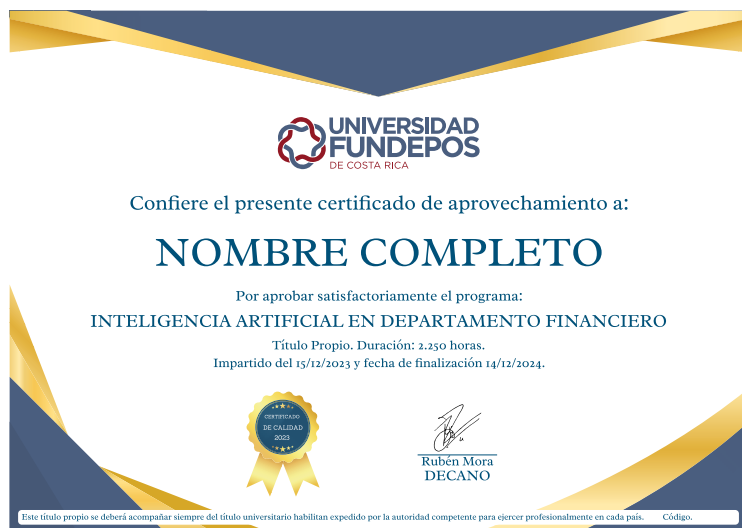 UNIVERSIDAD
FUNDEPOS
DE COSTA RICA
Confiere el presente certificado de aprovechamiento a:
NOMBRE COMPLETO
Por aprobar satisfactoriamente el programa:
INTELIGENCIA ARTIFICIAL EN DEPARTAMENTO FINANCIERO
Título Propio. Duración: 2.250 horas.
Impartido del 15/12/2023 y fecha de finalización 14/12/2024.
CERTIFICADO
DE CALIDAD
2023
Rubén Mora
DECANO
Este título propio se deberá acompañar siempre del título universitario habilitan expedido por la autoridad competente para ejercer profesionalmente en cada país. Código.